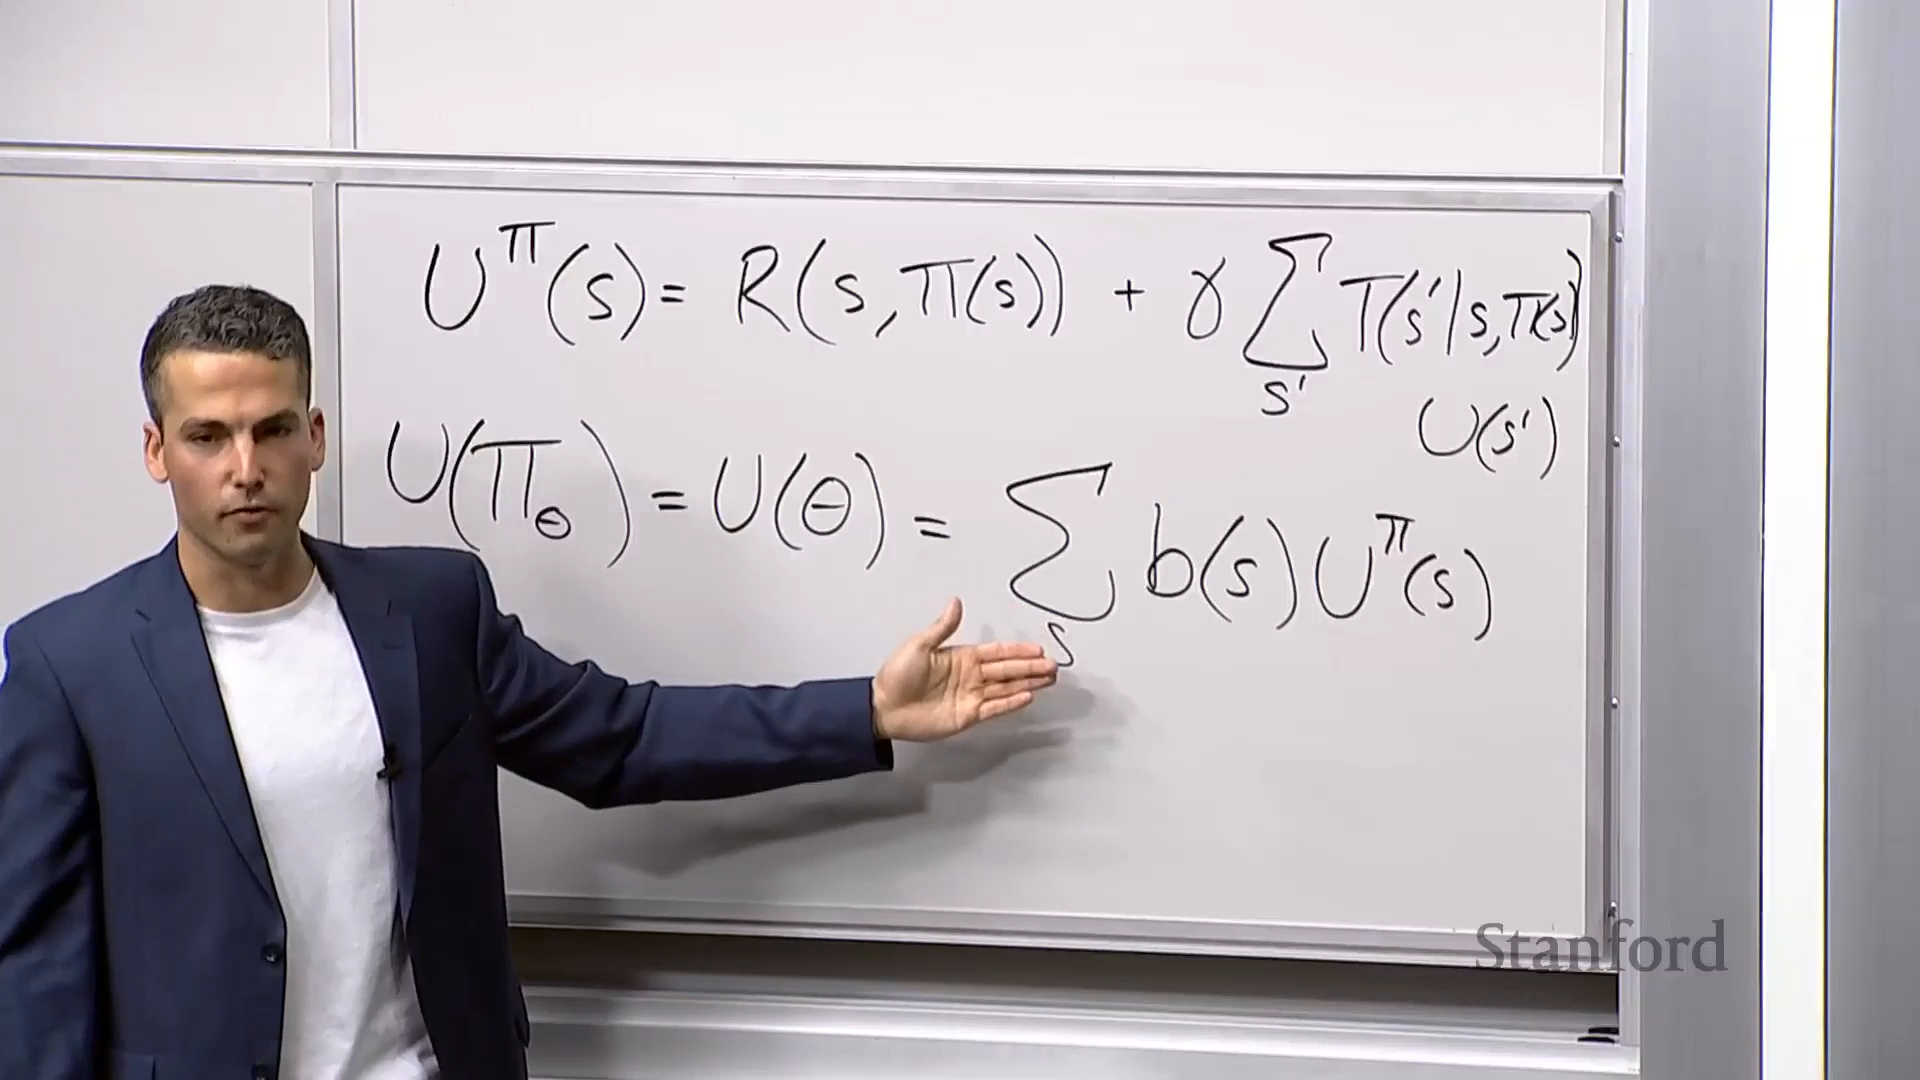 U^π(s) = R(s, π(s)) + γ∑_{s'} T(s'|s, π(s))
U(s')
U(π_θ) = U(θ) = ∑_s b(s) U^π(s)
Stanford